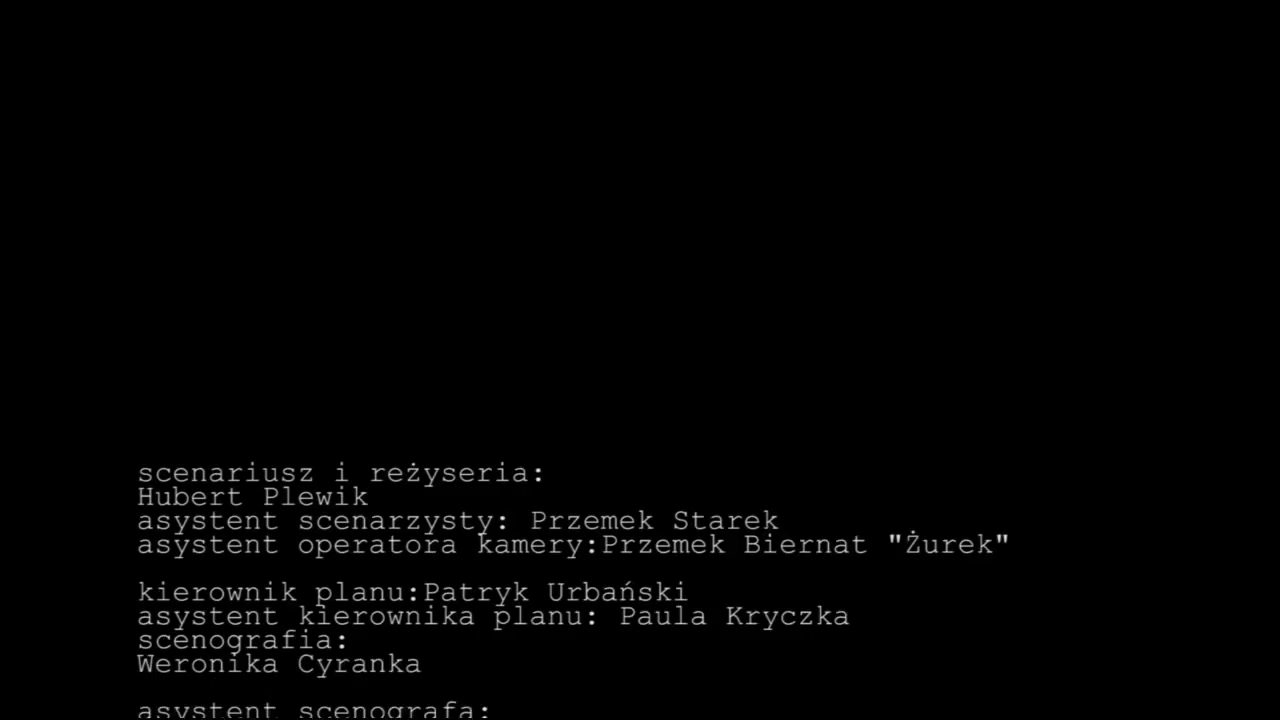 scenariusz i reżyseria:
Hubert Plewik
asystent scenarzysty: Przemek Starek
asystent operatora kamery:Przemek Biernat "Żurek"
kierownik planu:Patryk Urbański
asystent kierownika planu: Paula Kryczka
scenografia:
Weronika Cyranka
asystent scenografa: